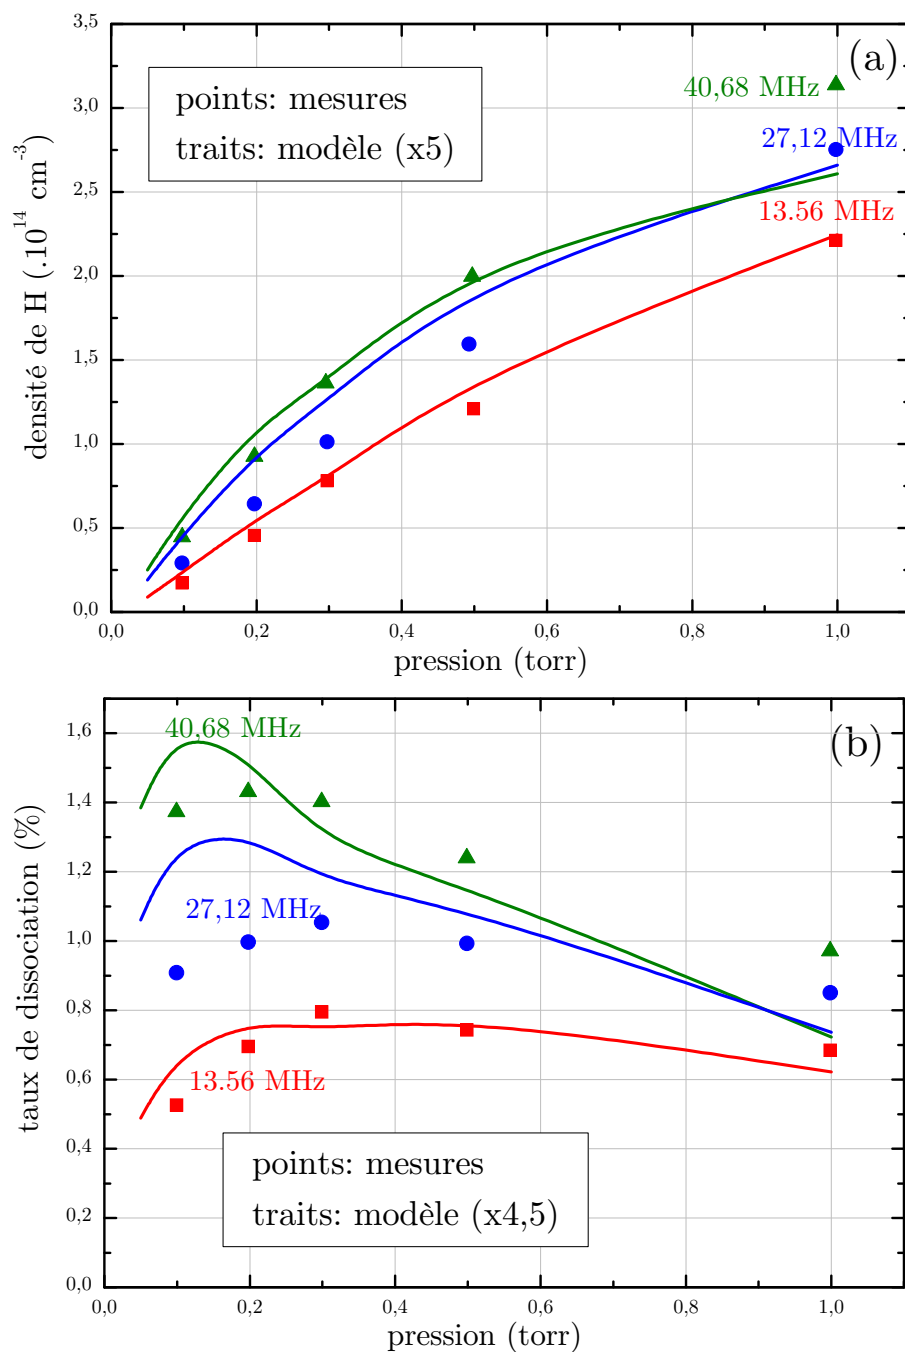 3,5
(a)
40,68 MHz
points: mesures
3,0
27,12 MHz
traits: modèle (x5)
2,5
13.56 MHz
2,0
1,5
1,0
0,5
0,0
densité de H (.10¹⁴ cm⁻³)
0,0 0,2 0,4 0,6 0,8 1,0
pression (torr)
40,68 MHz
(b)
1,6
1,4
1,2
27,12 MHz
1,0
0,8
13.56 MHz
0,6
points: mesures
0,4
traits: modèle (x4,5)
0,2
0,0
taux de dissociation (%)
0,0 0,2 0,4 0,6 0,8 1,0
pression (torr)